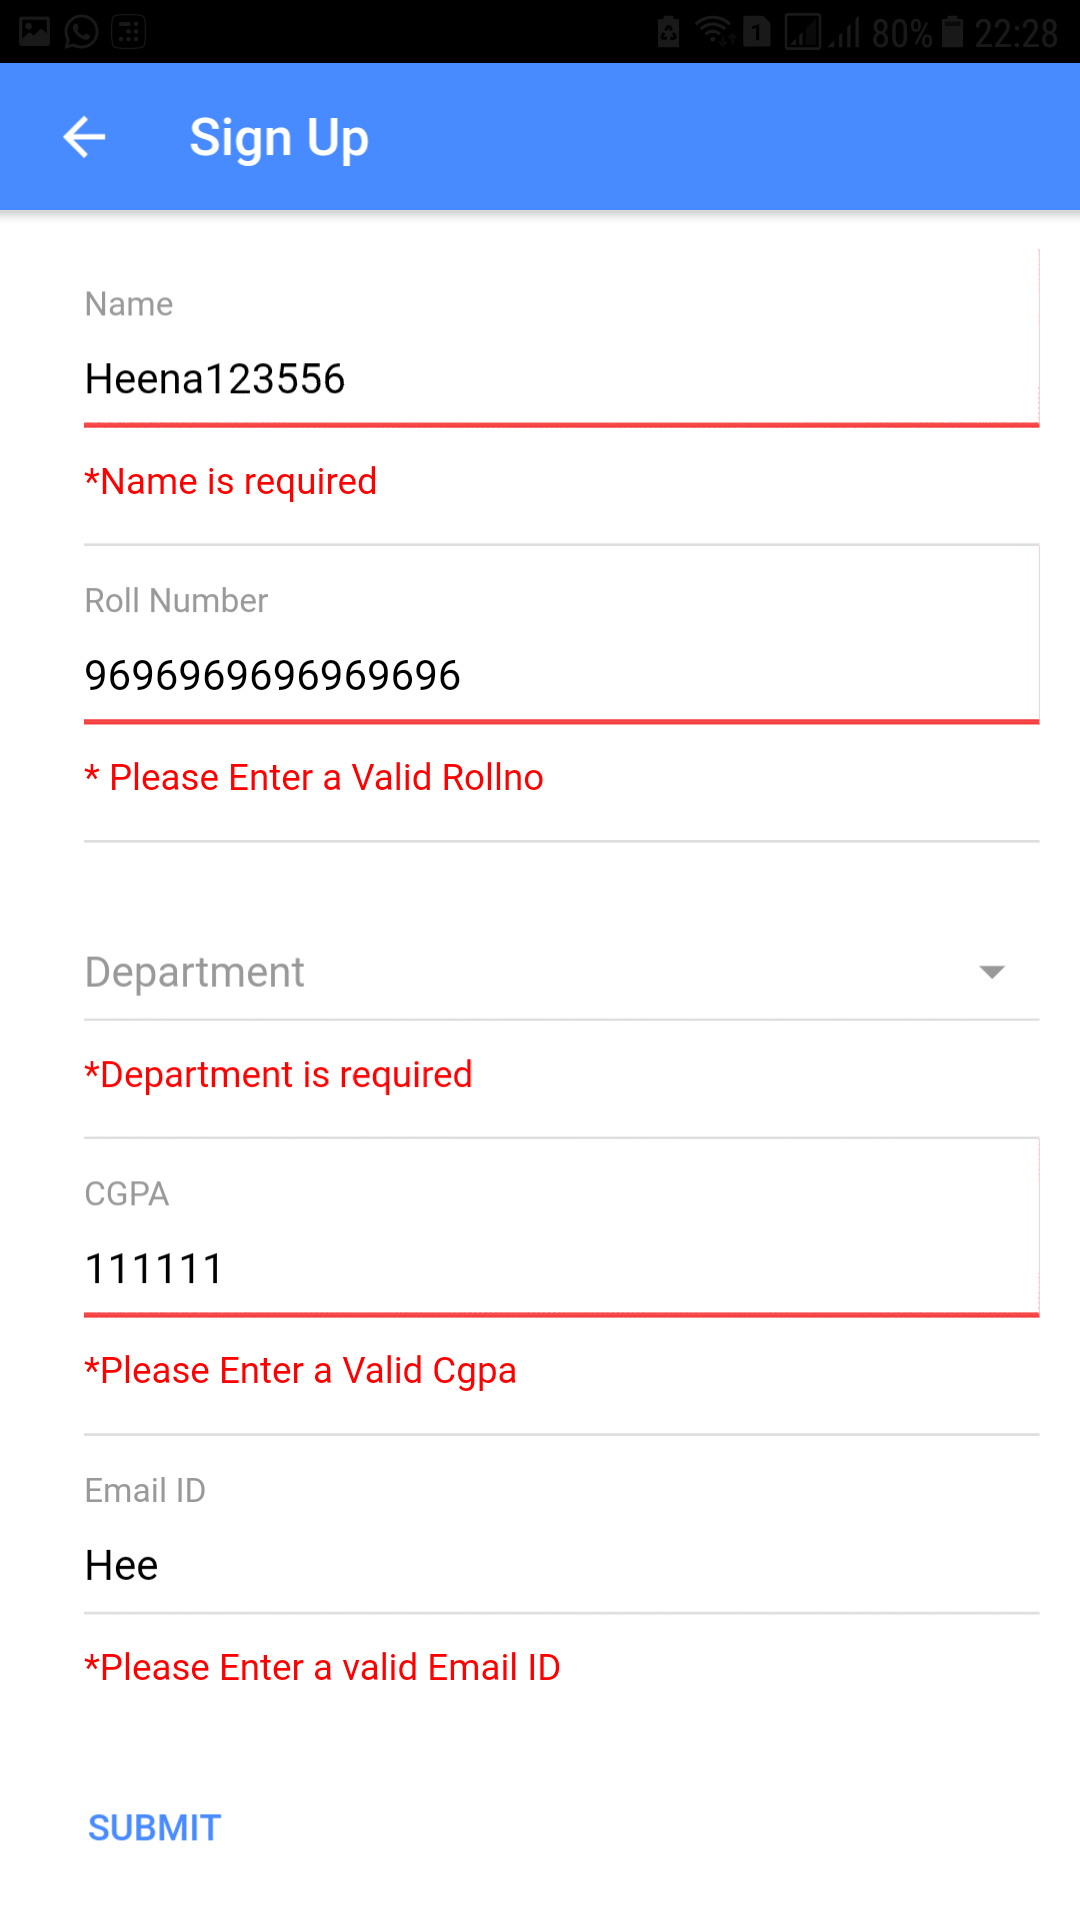 80% 22:28
Sign Up
Name
Heena123556
*Name is required
Roll Number
9696969696969696
* Please Enter a Valid Rollno
Department
*Department is required
CGPA
111111
*Please Enter a Valid Cgpa
Email ID
Hee
*Please Enter a valid Email ID
SUBMIT